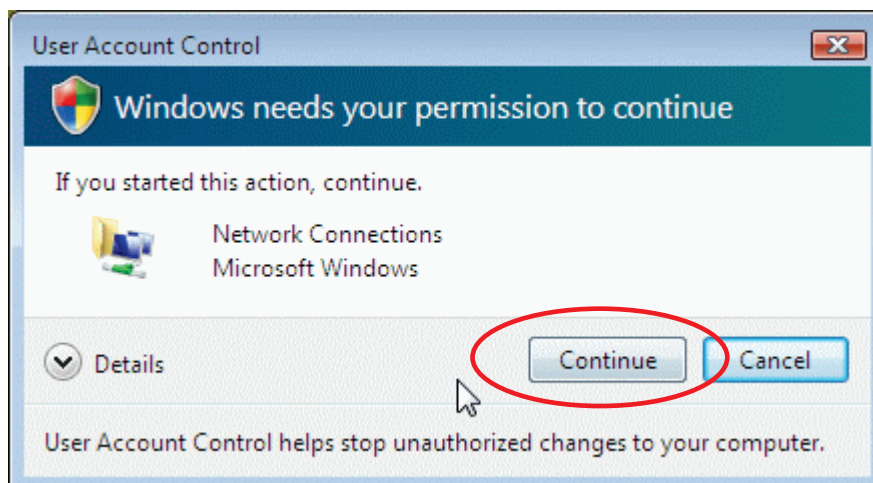 User Account Control
Windows needs your permission to continue
If you started this action, continue.
Network Connections
Microsoft Windows
Details
Continue
Cancel
User Account Control helps stop unauthorized changes to your computer.